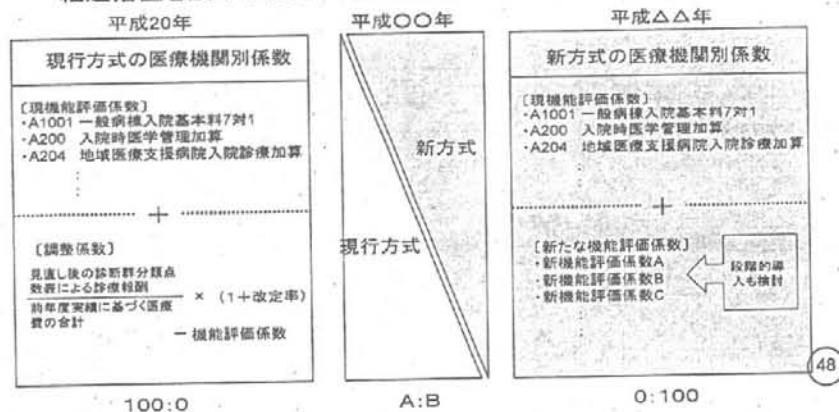 平成20年
現行方式の医療機関別係数
〔現機能評価係数〕
・A1001 一般病棟入院基本料7対1
・A200 入院時医学管理加算
・A204 地域医療支援病院入院診療加算
：
：
＋
〔調整係数〕
見直し後の診断群分類点
数表による診療報酬
前年度実績に基づく医療
費の合計
× (1＋改定率)
－機能評価係数
100:0
平成〇〇年
新方式
現行方式
A:B
平成△△年
新方式の医療機関別係数
〔現機能評価係数〕
・A1001 一般病棟入院基本料7対1
・A200 入院時医学管理加算
・A204 地域医療支援病院入院診療加算
：
：
＋
[新たな機能評価係数]
・新機能評価係数A
・新機能評価係数B
・新機能評価係数C
：
段階的導
入も検討
0:100
48